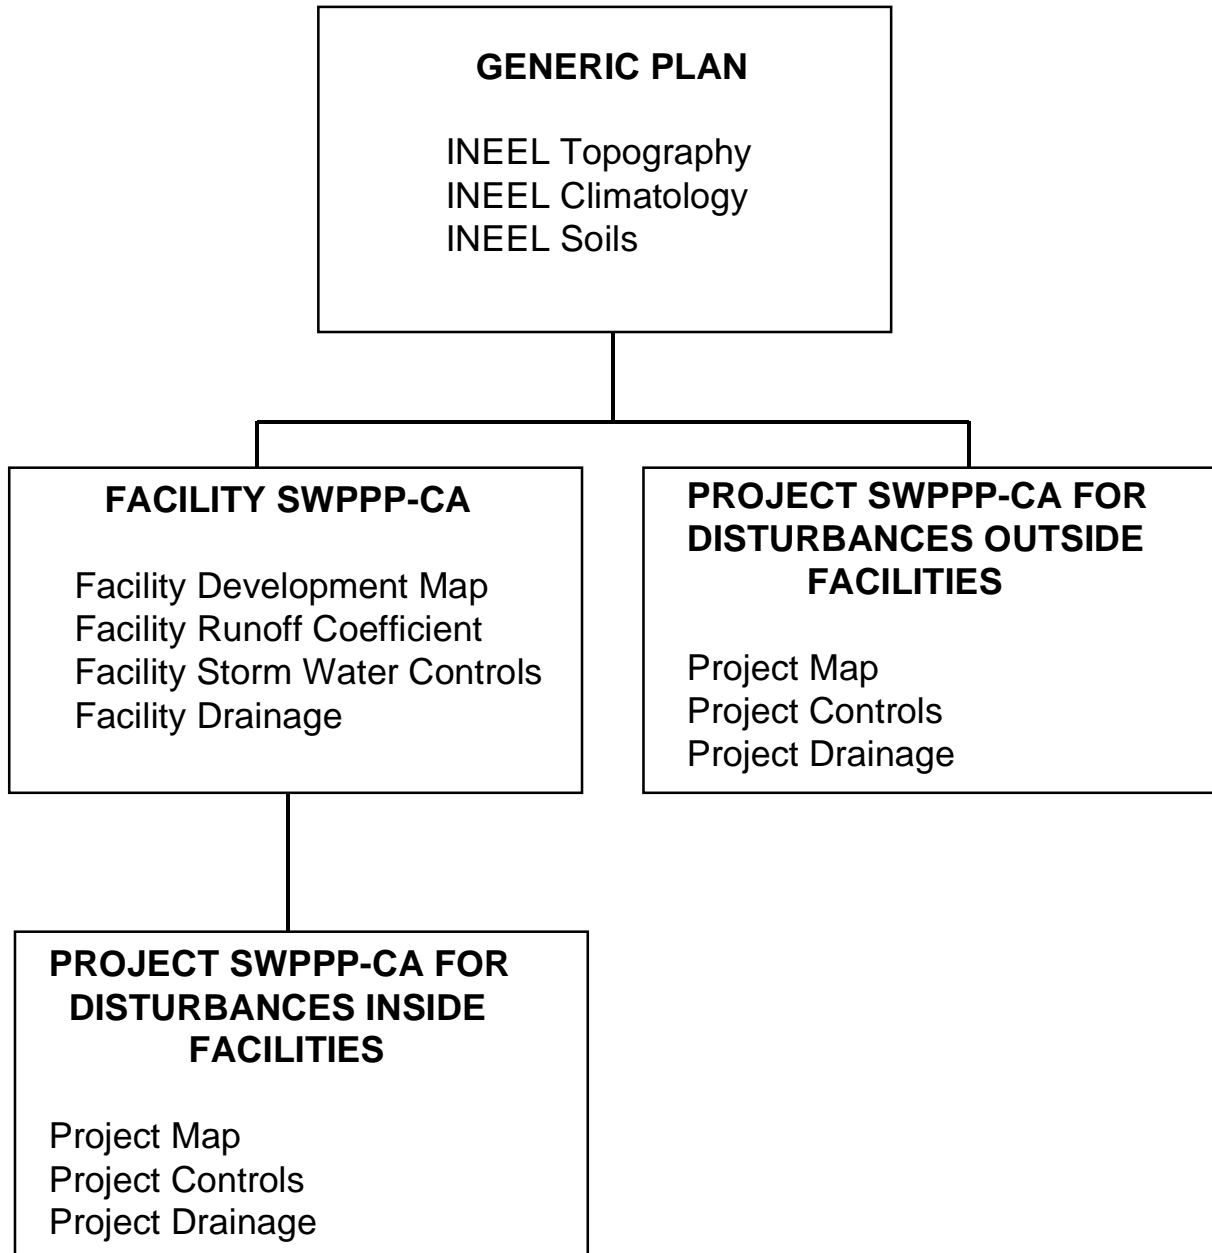 GENERIC PLAN
INEEL Topography
INEEL Climatology
INEEL Soils
FACILITY SWPPP-CA
Facility Development Map
Facility Runoff Coefficient
Facility Storm Water Controls
Facility Drainage
PROJECT SWPPP-CA FOR
DISTURBANCES OUTSIDE
FACILITIES
Project Map
Project Controls
Project Drainage
PROJECT SWPPP-CA FOR
DISTURBANCES INSIDE
FACILITIES
Project Map
Project Controls
Project Drainage